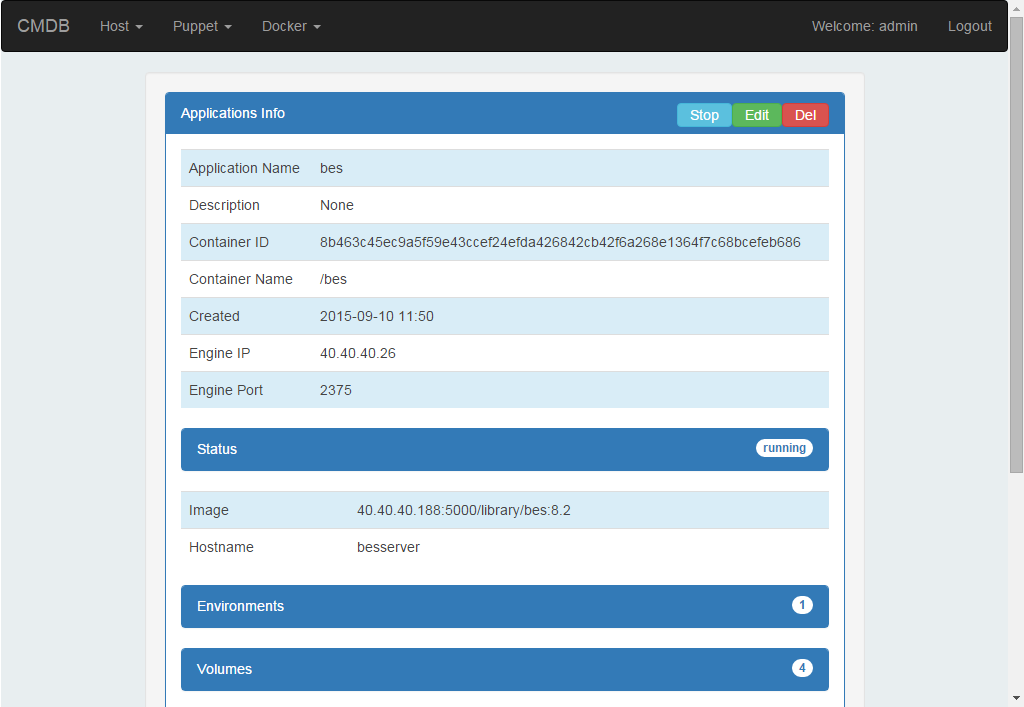 CMDB Host Puppet Docker Welcome: admin Logout
Applications Info Stop Edit Del
Application Name bes
Description None
Container ID 8b463c45ec9a5f59e43ccef24efda426842cb42f6a268e1364f7c68bcefeb686
Container Name /bes
Created 2015-09-10 11:50
Engine IP 40.40.40.26
Engine Port 2375
Status running
Image 40.40.40.188:5000/library/bes:8.2
Hostname besserver
Environments 1
Volumes 4